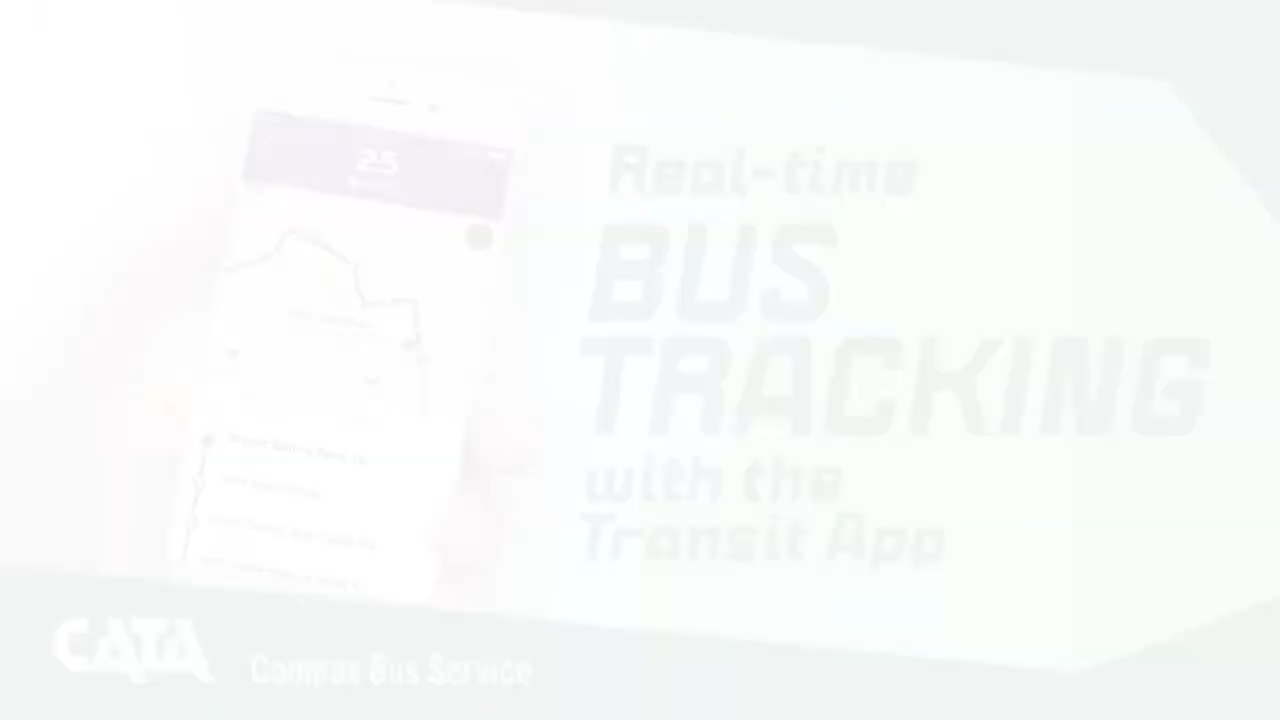 25
Real-time
BUS
TRACKING
with the
Transit App
CATA
Campus Bus Service